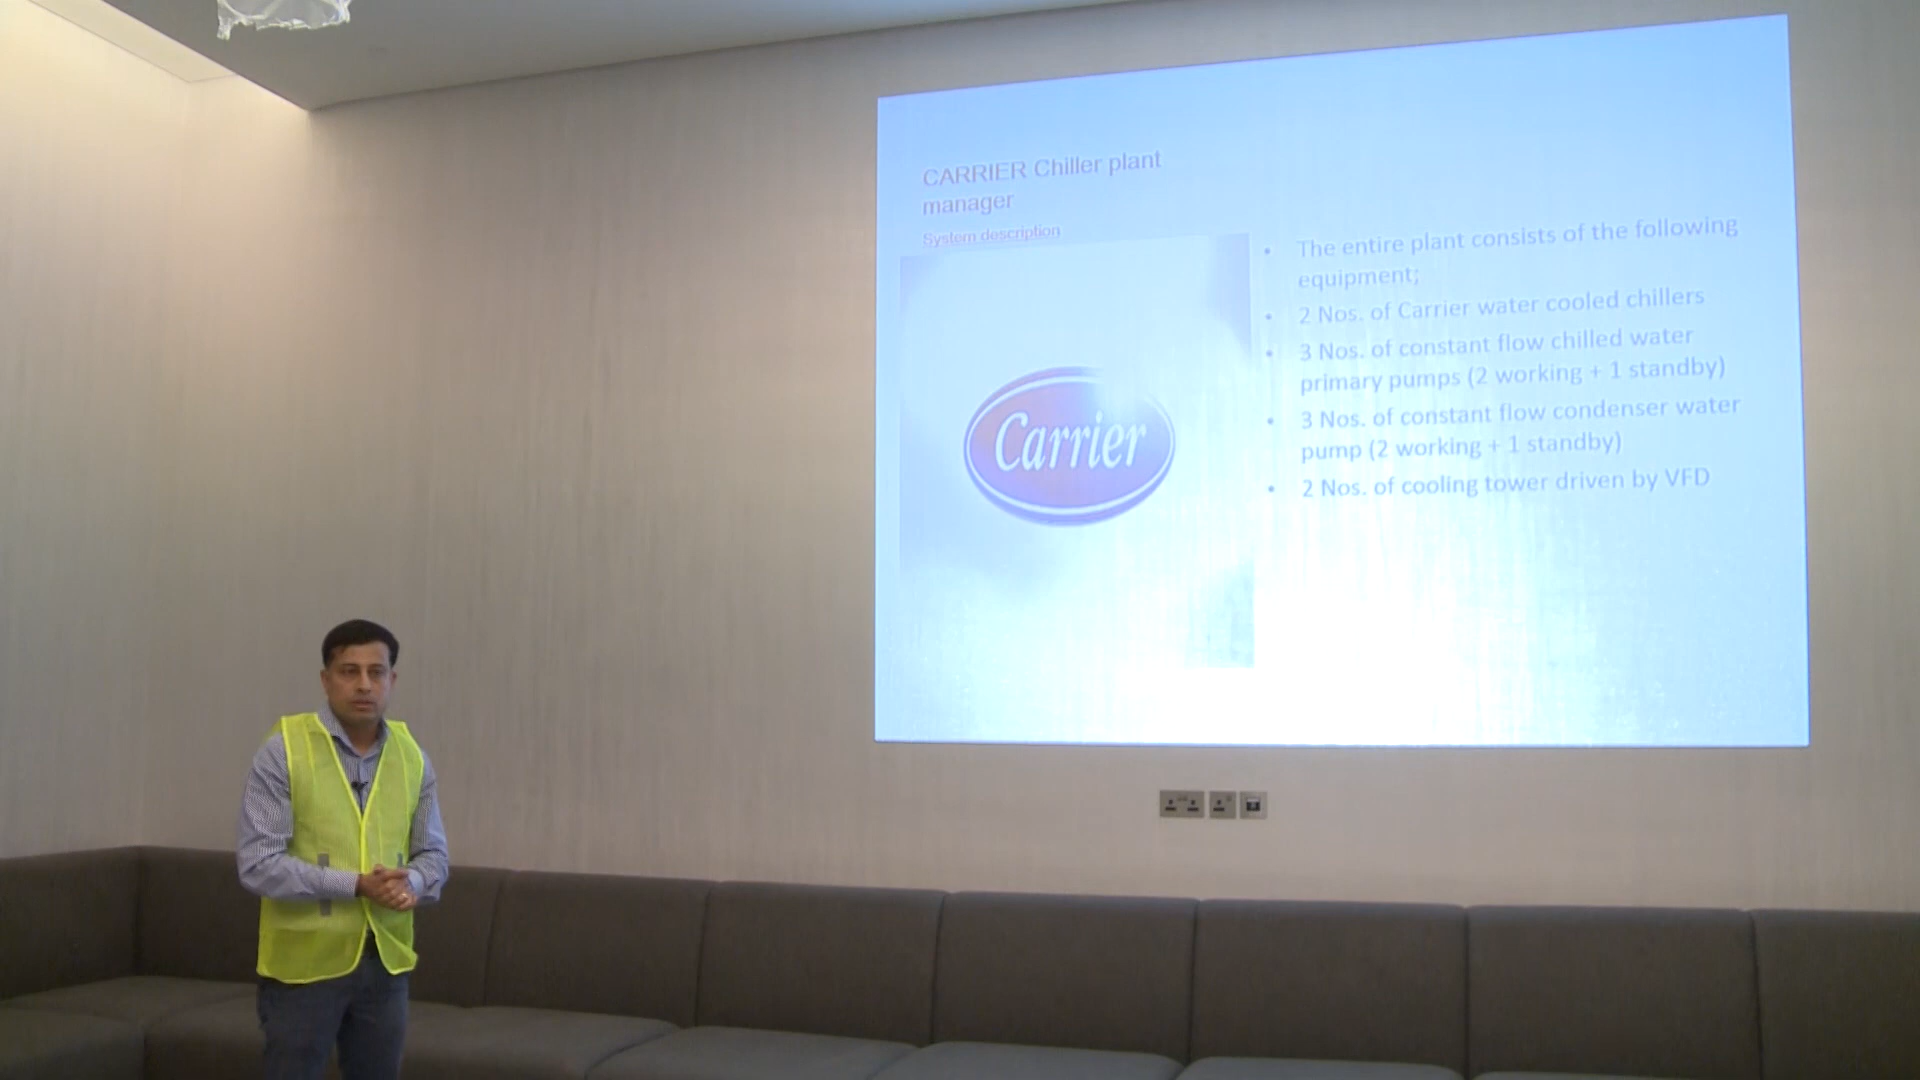 CARRIER Chiller plant
manager
System description
Carrier
• The entire plant consists of the following
equipment;
• 2 Nos. of Carrier water cooled chillers
• 3 Nos. of constant flow chilled water
primary pumps (2 working + 1 standby)
• 3 Nos. of constant flow condenser water
pump (2 working + 1 standby)
• 2 Nos. of cooling tower driven by VFD